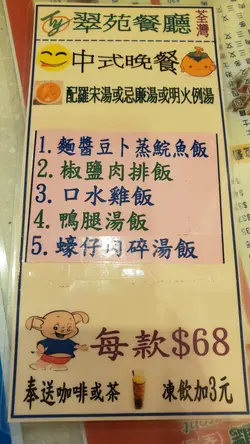 翠苑餐廳 荃灣
中式晚餐
配羅宋湯或忌廉湯或明火例湯
1. 麵醬豆卜蒸鯇魚飯
2. 椒鹽肉排飯
3. 口水雞飯
4. 鴨腿湯飯
5. 蠔仔肉碎湯飯
每款$68
奉送咖啡或茶 凍飲加3元